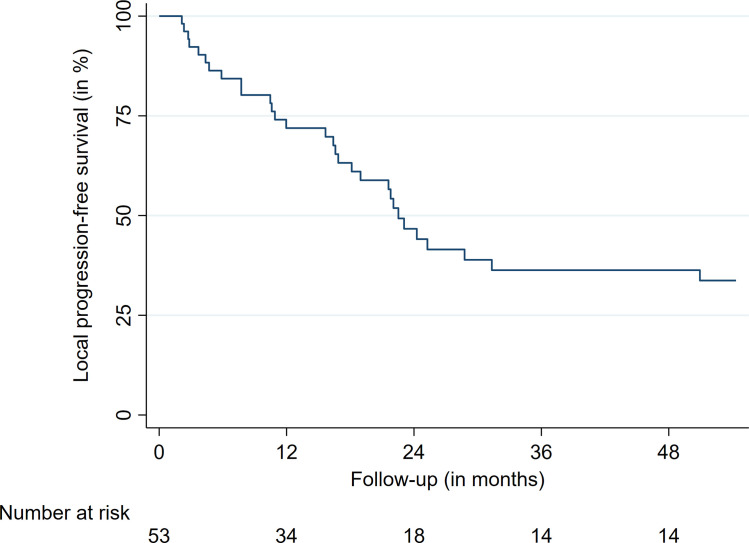 Local progression-free survival (in %)
100
75
50
25
0
0 12 24 36 48
Follow-up (in months)
Number at risk
53 34 18 14 14